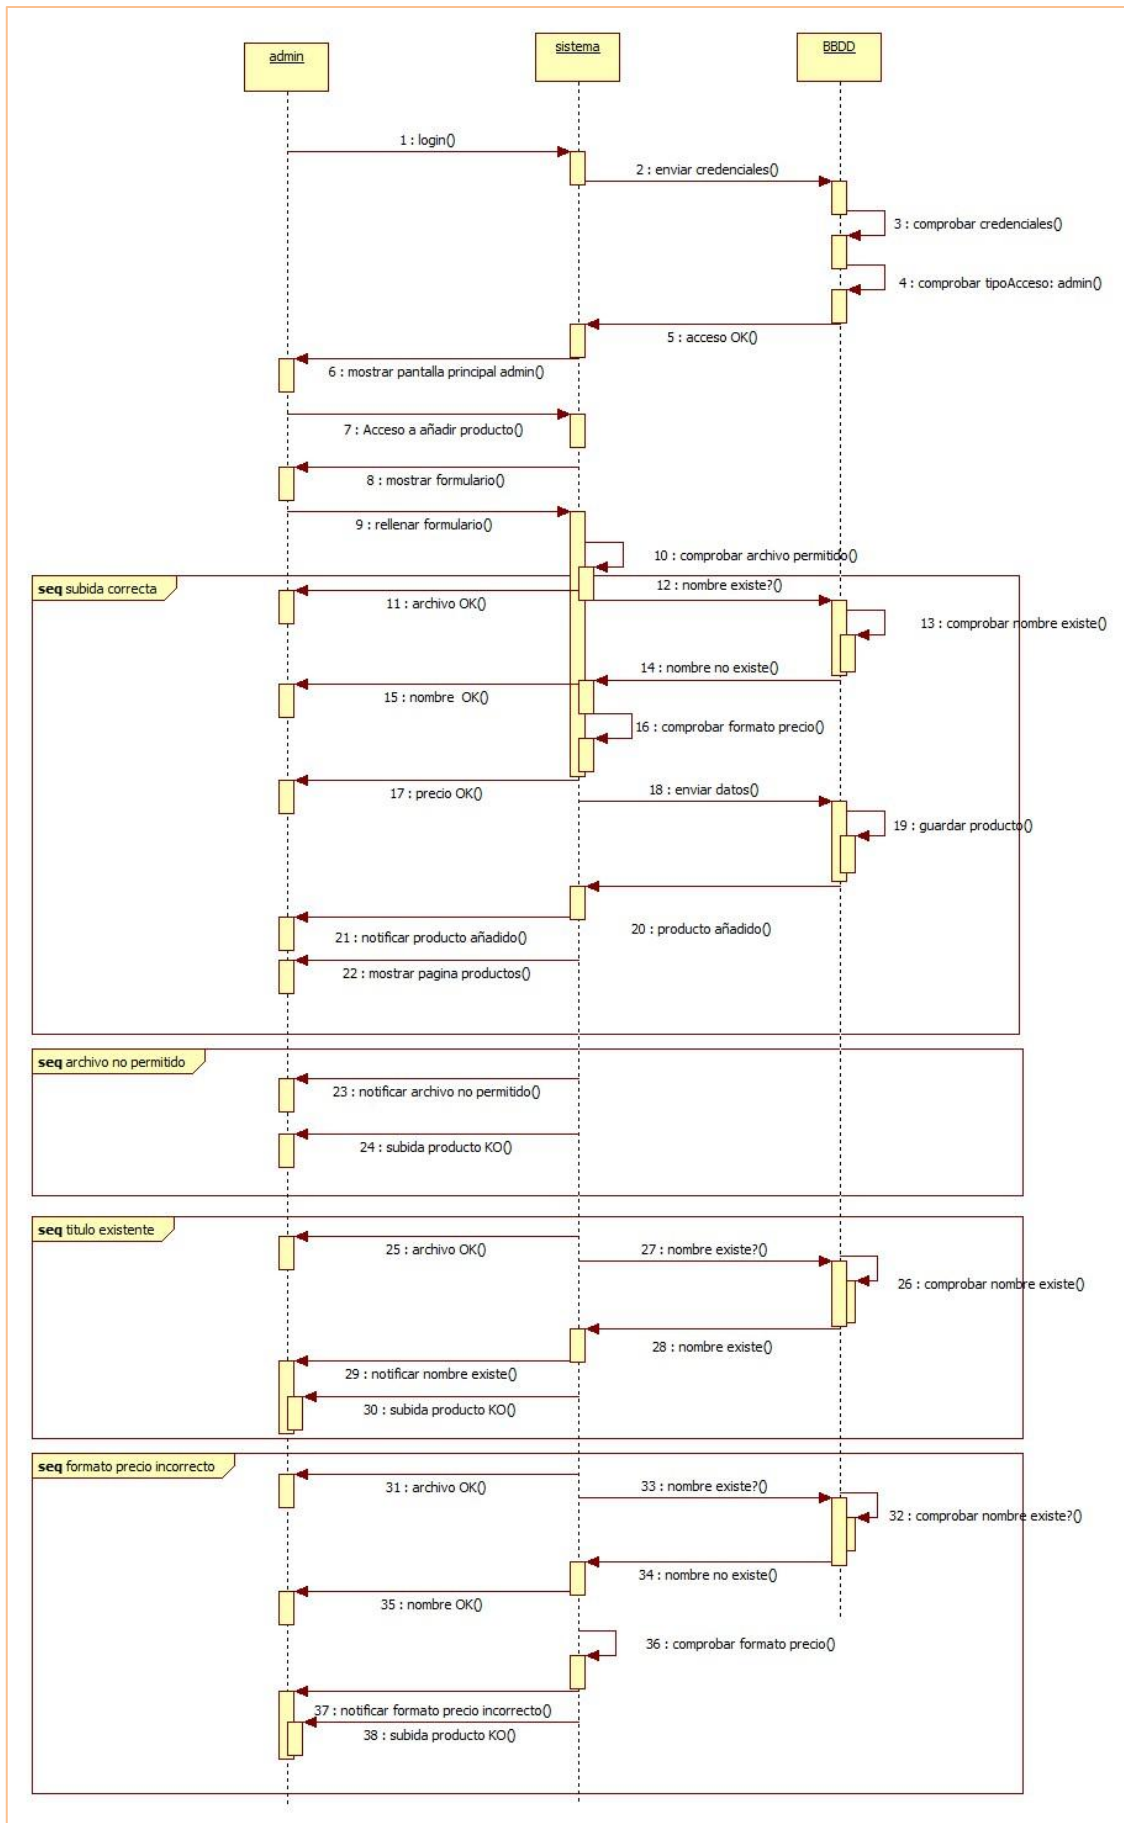 admin
sistema
BBDD
1 : login()
2 : enviar credenciales()
3 : comprobar credenciales()
4 : comprobar tipoAcceso: admin()
5 : acceso OK()
6 : mostrar pantalla principal admin()
7 : Acceso a añadir producto()
8 : mostrar formulario()
9 : rellenar formulario()
10 : comprobar archivo permitido()
seq subida correcta
12 : nombre existe?()
11 : archivo OK()
13 : comprobar nombre existe()
14 : nombre no existe()
15 : nombre  OK()
16 : comprobar formato precio()
17 : precio OK()
18 : enviar datos()
19 : guardar producto()
20 : producto añadido()
21 : notificar producto añadido()
22 : mostrar pagina productos()
seq archivo no permitido
23 : notificar archivo no permitido()
24 : subida producto KO()
seq titulo existente
25 : archivo OK()
27 : nombre existe?()
26 : comprobar nombre existe()
28 : nombre existe()
29 : notificar nombre existe()
30 : subida producto KO()
seq formato precio incorrecto
31 : archivo OK()
33 : nombre existe?()
32 : comprobar nombre existe?()
34 : nombre no existe()
35 : nombre OK()
36 : comprobar formato precio()
37 : notificar formato precio incorrecto()
38 : subida producto KO()